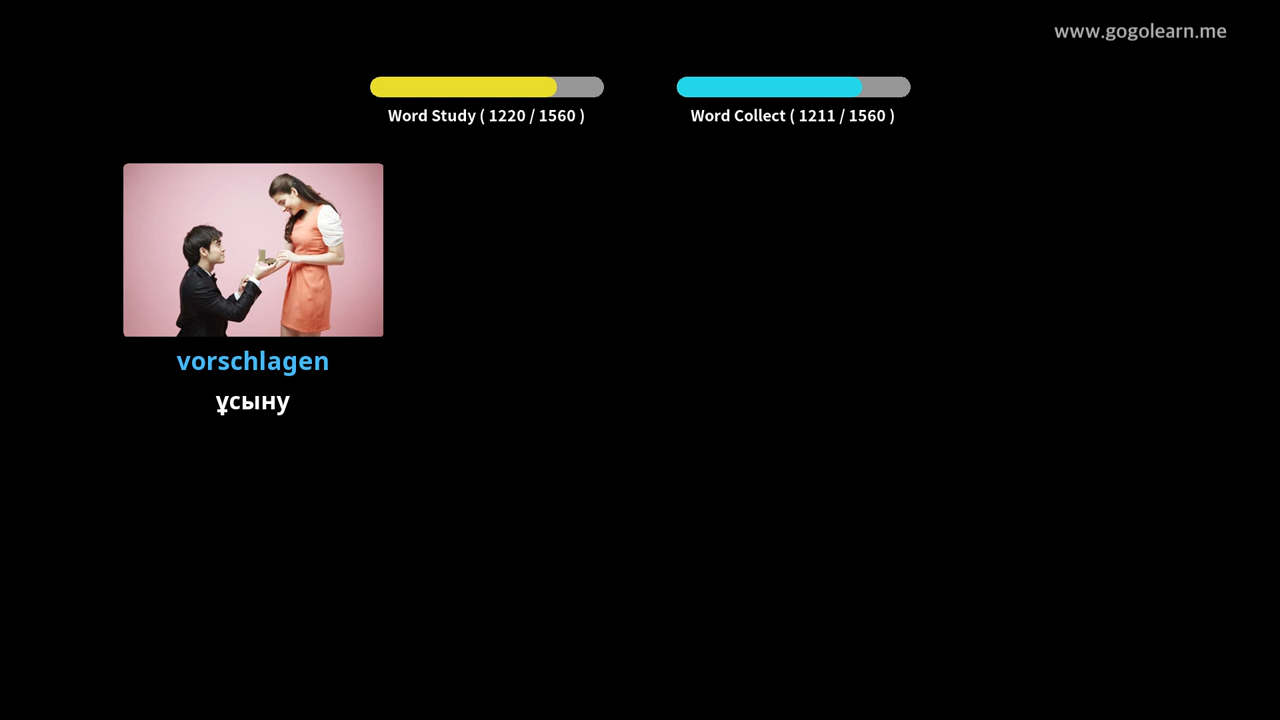 www.gogolearn.me
Word Study ( 1220 / 1560 )
Word Collect ( 1211 / 1560 )
vorschlagen
ұсыну